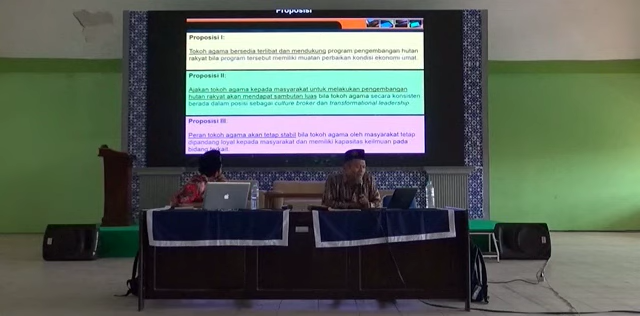 Proposisi
Proposisi I:
Tokoh agama bersedia terlibat dan mendukung program pengembangan hutan
rakyat bila program tersebut memiliki muatan perbaikan kondisi ekonomi umat.
Proposisi II:
Ajakan tokoh agama kepada masyarakat untuk melakukan pengembangan
hutan rakyat akan mendapat sambutan luas bila tokoh agama secara konsisten
berada dalam posisi sebagai culture broker dan transformational leadership
Proposisi III:
Peran tokoh agama akan tetap stabil bila tokoh agama oleh masyarakat tetap
dipandang loyal kepada masyarakat dan memiliki kapasitas keilmuan pada
bidang terkait.